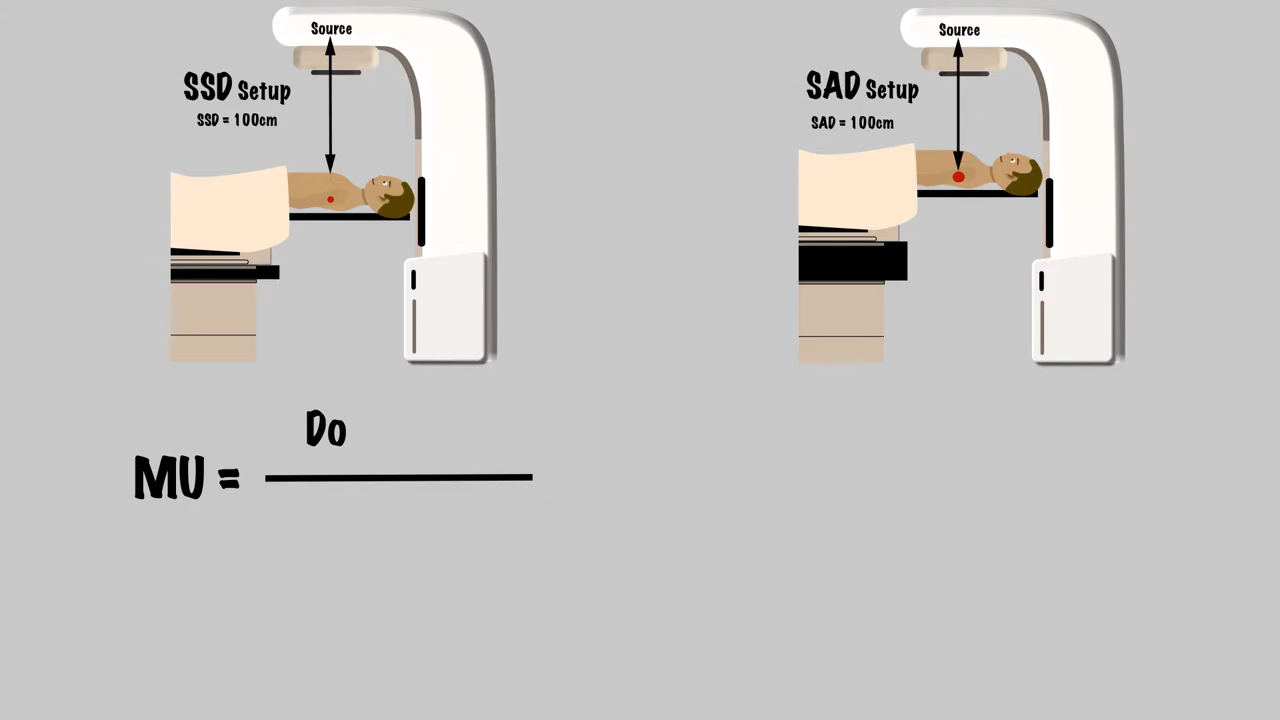 Source
SSD Setup
SSD = 100cm
Source
SAD Setup
SAD = 100cm
Do
MU =